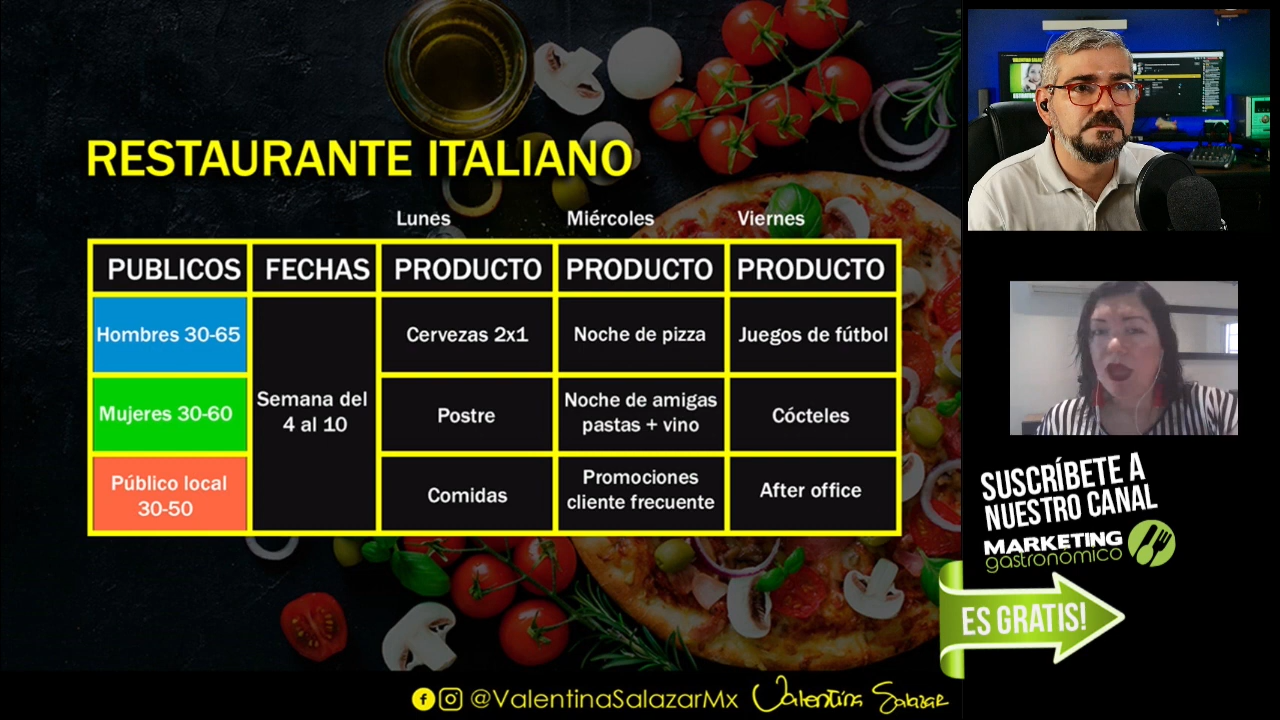 RESTAURANTE ITALIANO
Lunes Miércoles Viernes
PUBLICOS FECHAS PRODUCTO PRODUCTO PRODUCTO
Hombres 30-65 Cervezas 2x1 Noche de pizza Juegos de fútbol
Mujeres 30-60 Semana del
4 al 10 Postre Noche de amigas
pastas + vino Cócteles
Público local
30-50 Comidas Promociones
cliente frecuente After office
@ValentinaSalazarMx Valentina Salazar
SUSCRÍBETE A
NUESTRO CANAL
MARKETING
gastronómico
ES GRATIS!